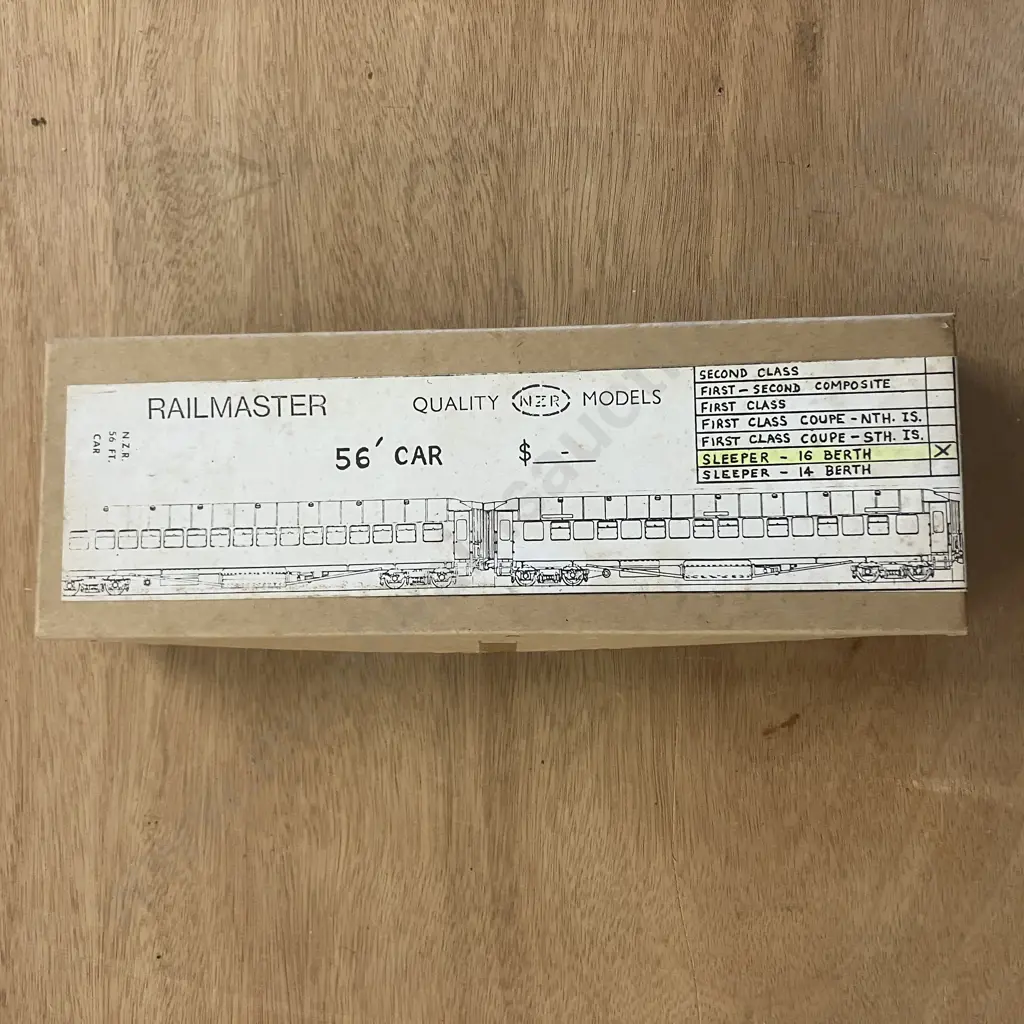 RAILMASTER
QUALITY NZR MODELS
56' CAR
$ -
N.Z.R.
56 FT.
CAR
SECOND CLASS
FIRST - SECOND COMPOSITE
FIRST CLASS
FIRST CLASS COUPE - NTH. IS.
FIRST CLASS COUPE - STH. IS.
SLEEPER - 16 BERTH X
SLEEPER - 14 BERTH